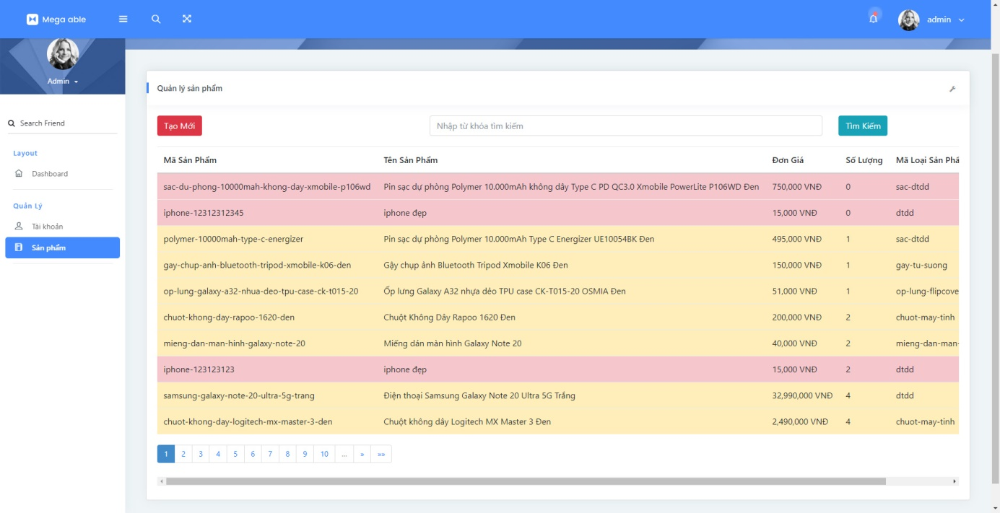 Mega able
admin
Admin
Search Friend
Layout
Dashboard
Quản Lý
Tài khoản
Sản phẩm
Quản lý sản phẩm
Tạo Mới
Nhập từ khóa tìm kiếm
Tìm Kiếm
Mã Sản Phẩm Tên Sản Phẩm Đơn Giá Số Lượng Mã Loại Sản Phẩ
sac-du-phong-10000mah-khong-day-xmobile-p106wd Pin sạc dự phòng Polymer 10.000mAh không dây Type C PD QC3.0 Xmobile PowerLite P106WD Đen 750,000 VNĐ 0 sac-dtdd
iphone-12312312345 iphone đẹp 15,000 VNĐ 0 dtdd
polymer-10000mah-type-c-energizer Pin sạc dự phòng Polymer 10.000mAh Type C Energizer UE10054BK Đen 495,000 VNĐ 1 sac-dtdd
gay-chup-anh-bluetooth-tripod-xmobile-k06-den Gậy chụp ảnh Bluetooth Tripod Xmobile K06 Đen 150,000 VNĐ 1 gay-tu-suong
op-lung-galaxy-a32-nhua-deo-tpu-case-ck-t015-20 Ốp lưng Galaxy A32 nhựa dẻo TPU case CK-T015-20 OSMIA Đen 51,000 VNĐ 1 op-lung-flipcove
chuot-khong-day-rapoo-1620-den Chuột Không Dây Rapoo 1620 Đen 200,000 VNĐ 2 chuot-may-tinh
mieng-dan-man-hinh-galaxy-note-20 Miếng dán màn hình Galaxy Note 20 40,000 VNĐ 2 mieng-dan-man-
iphone-123123123 iphone đẹp 15,000 VNĐ 2 dtdd
samsung-galaxy-note-20-ultra-5g-trang Điện thoại Samsung Galaxy Note 20 Ultra 5G Trắng 32,990,000 VNĐ 4 dtdd
chuot-khong-day-logitech-mx-master-3-den Chuột không dây Logitech MX Master 3 Đen 2,490,000 VNĐ 4 chuot-may-tinh
1 2 3 4 5 6 7 8 9 10 ... » »»